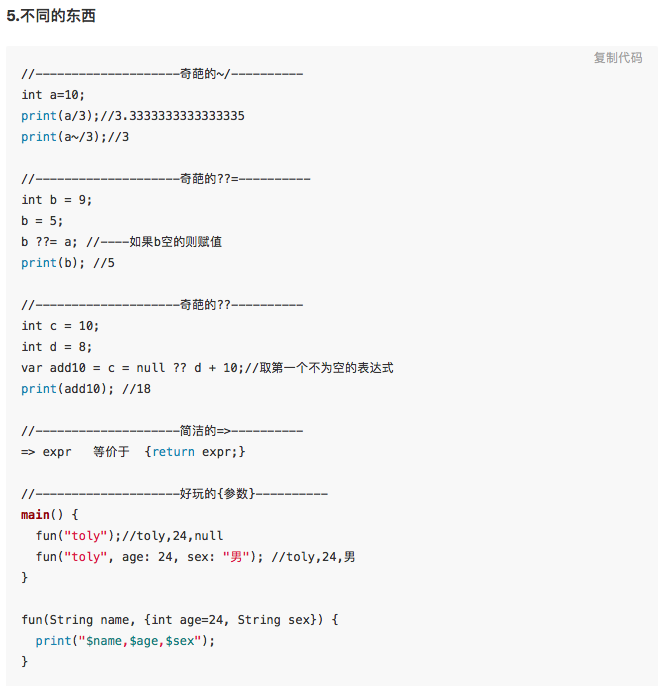 5.不同的东西
复制代码
//--------------------奇葩的~/----------
int a=10;
print(a/3);//3.3333333333333335
print(a~/3);//3
//--------------------奇葩的??=----------
int b = 9;
b = 5;
b ??= a; //----如果b空的则赋值
print(b); //5
//--------------------奇葩的??----------
int c = 10;
int d = 8;
var add10 = c = null ?? d + 10;//取第一个不为空的表达式
print(add10); //18
//--------------------简洁的=>----------
=> expr   等价于  {return expr;}
//--------------------好玩的{参数}----------
main() {
  fun("toly");//toly,24,null
  fun("toly", age: 24, sex: "男"); //toly,24,男
}
fun(String name, {int age=24, String sex}) {
  print("$name,$age,$sex");
}